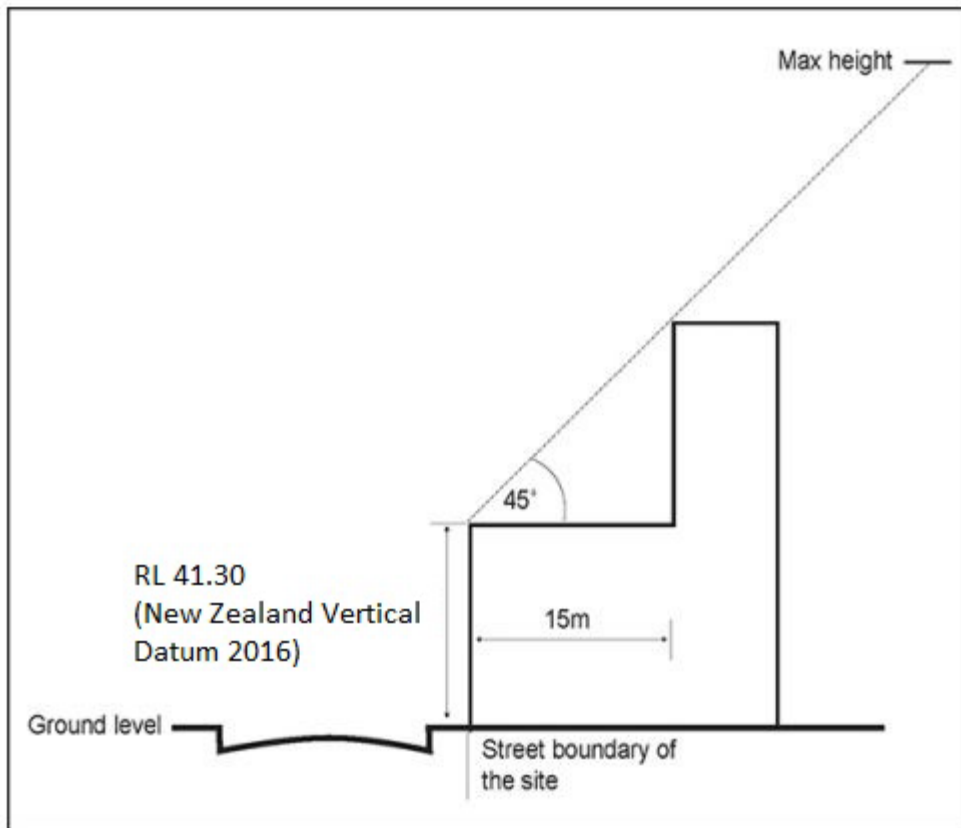 Max height
45°
RL 41.30
(New Zealand Vertical
Datum 2016)
15m
Ground level
Street boundary of
the site